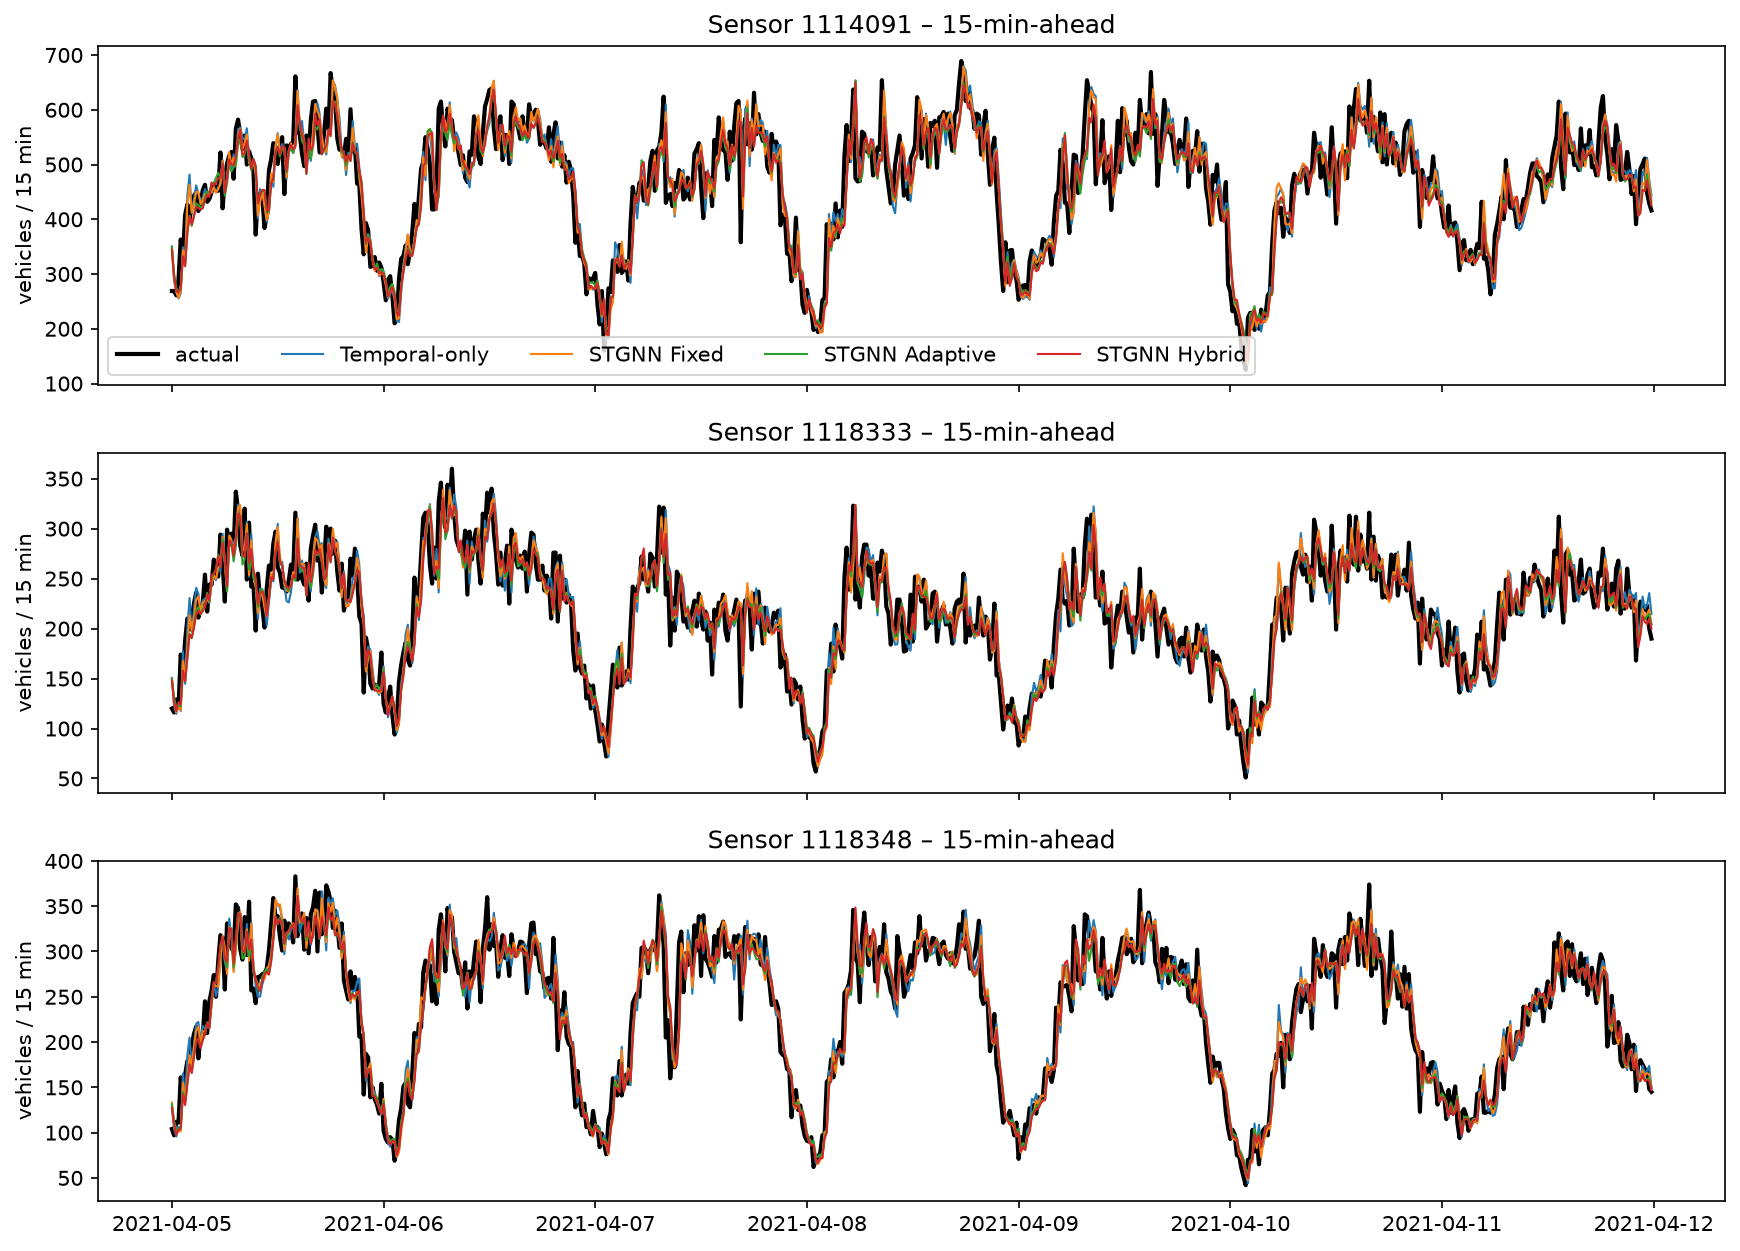 Sensor 1114091 – 15-min-ahead
vehicles / 15 min
700
600
500
400
300
200
100
actual Temporal-only STGNN Fixed STGNN Adaptive STGNN Hybrid
Sensor 1118333 – 15-min-ahead
vehicles / 15 min
350
300
250
200
150
100
50
Sensor 1118348 – 15-min-ahead
vehicles / 15 min
400
350
300
250
200
150
100
50
2021-04-05 2021-04-06 2021-04-07 2021-04-08 2021-04-09 2021-04-10 2021-04-11 2021-04-12